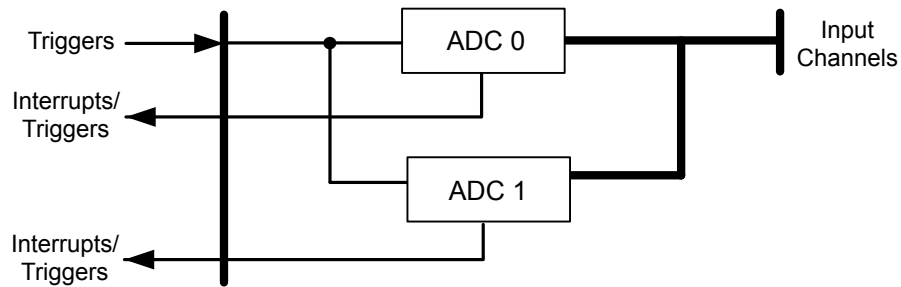 Triggers
ADC 0
Input
Channels
Interrupts/
Triggers
ADC 1
Interrupts/
Triggers